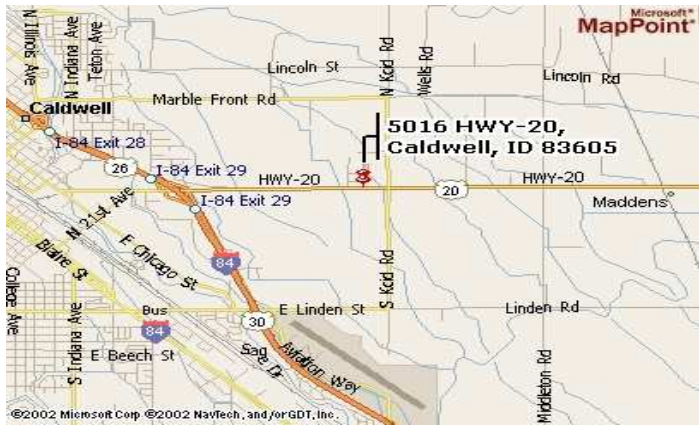 Microsoft®
MapPoint®
N Illinois Ave
N Indiana Ave
Teton Ave
Lincoln St
N Kcid Rd
Wells Rd
Lincoln Rd
Marble Front Rd
Caldwell
5016 HWY-20,
Caldwell, ID 83605
I-84 Exit 28
26
I-84 Exit 29
HWY-20
20
HWY-20
Maddens
I-84 Exit 29
N 21st Ave
E Chicago St
Blaine St
84
S Kcid Rd
College Ave
S Indiana Ave
Bus
84
30
E Linden St
Linden Rd
E Beech St
Aviation Way
Middleton Rd
©2002 Microsoft Corp ©2002 NavTech, and/or GDT, Inc.